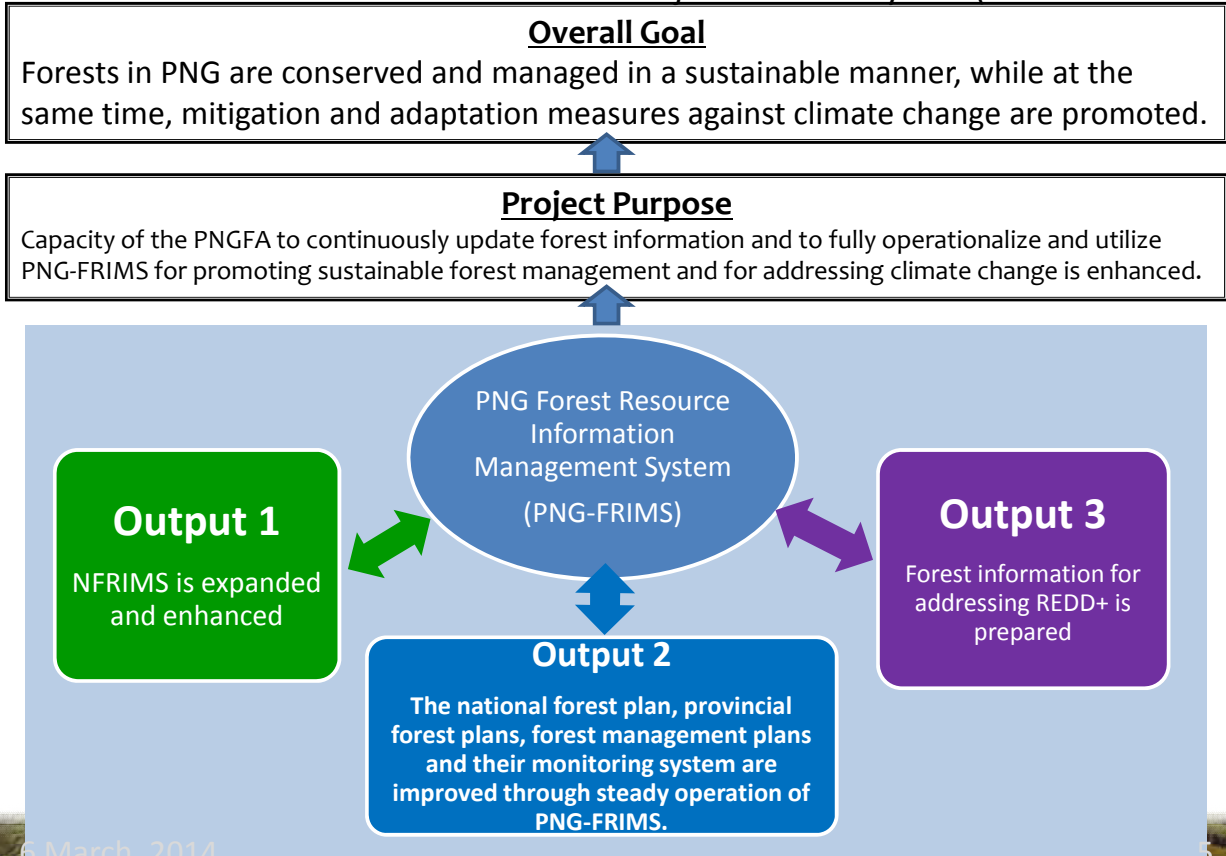 Overall Goal
Forests in PNG are conserved and managed in a sustainable manner, while at the
same time, mitigation and adaptation measures against climate change are promoted.
Project Purpose
Capacity of the PNGFA to continuously update forest information and to fully operationalize and utilize
PNG-FRIMS for promoting sustainable forest management and for addressing climate change is enhanced.
PNG Forest Resource
Information
Management System
(PNG-FRIMS)
Output 1
NFRIMS is expanded
and enhanced
Output 3
Forest information for
addressing REDD+ is
prepared
Output 2
The national forest plan, provincial
forest plans, forest management plans
and their monitoring system are
improved through steady operation of
PNG-FRIMS.
6 March, 2014
5